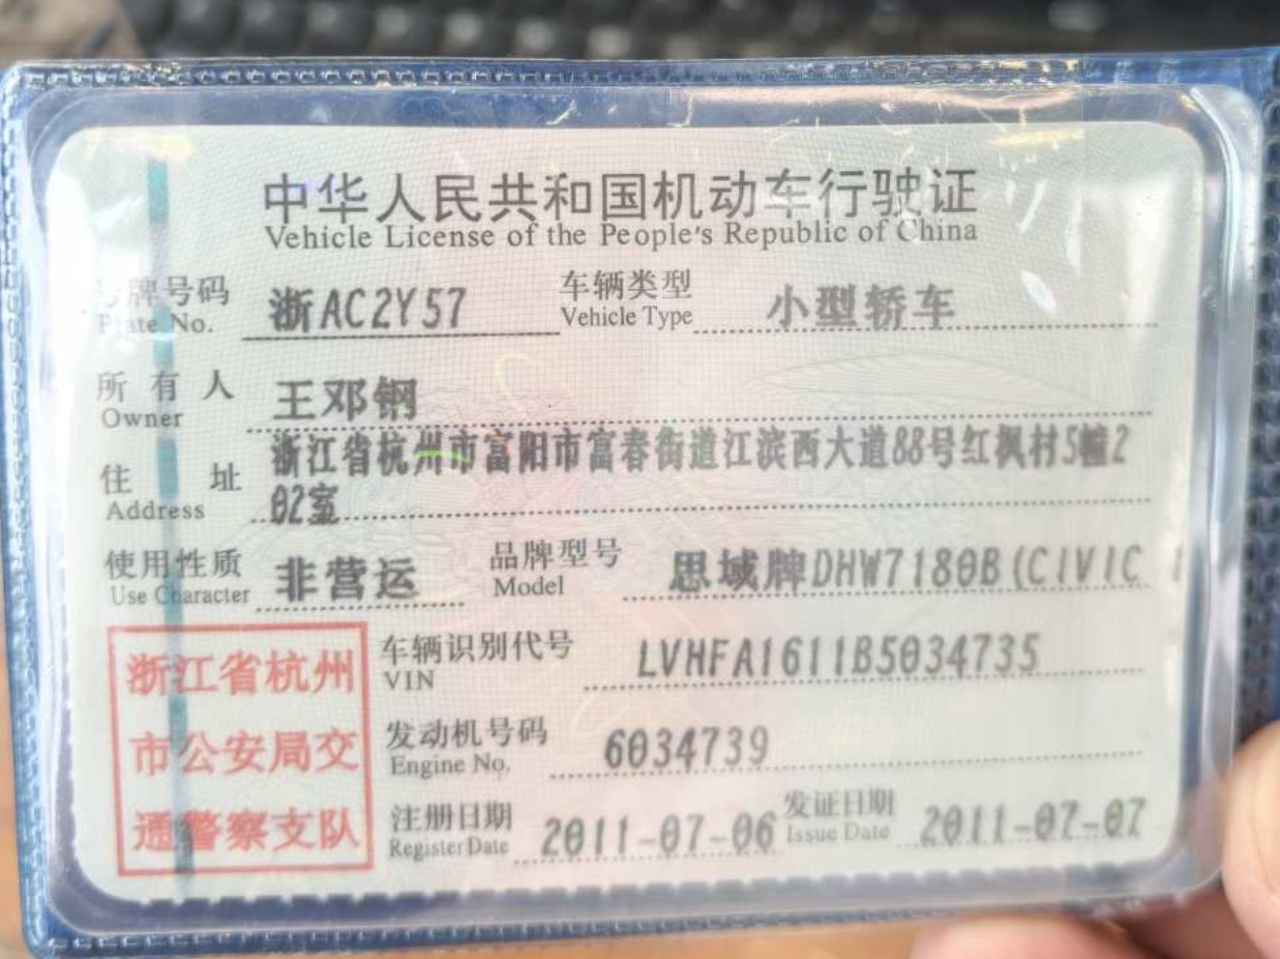 中华人民共和国机动车行驶证
Vehicle License of the People's Republic of China
号牌号码 浙AC2Y57 车辆类型 小型轿车
Plate No. Vehicle Type
所有人 王邓钢
Owner
浙江省杭州市富阳市富春街道江滨西大道88号红枫村5幢2
住址 02室
Address
使用性质 非营运 品牌型号 思域牌DHW7180B(CIVIC 1
Use Character Model
浙江省杭州
市公安局交
通警察支队
车辆识别代号 LVHFA1611B5034735
VIN
发动机号码 6034739
Engine No.
注册日期 2011-07-06 发证日期 2011-07-07
Register Date Issue Date